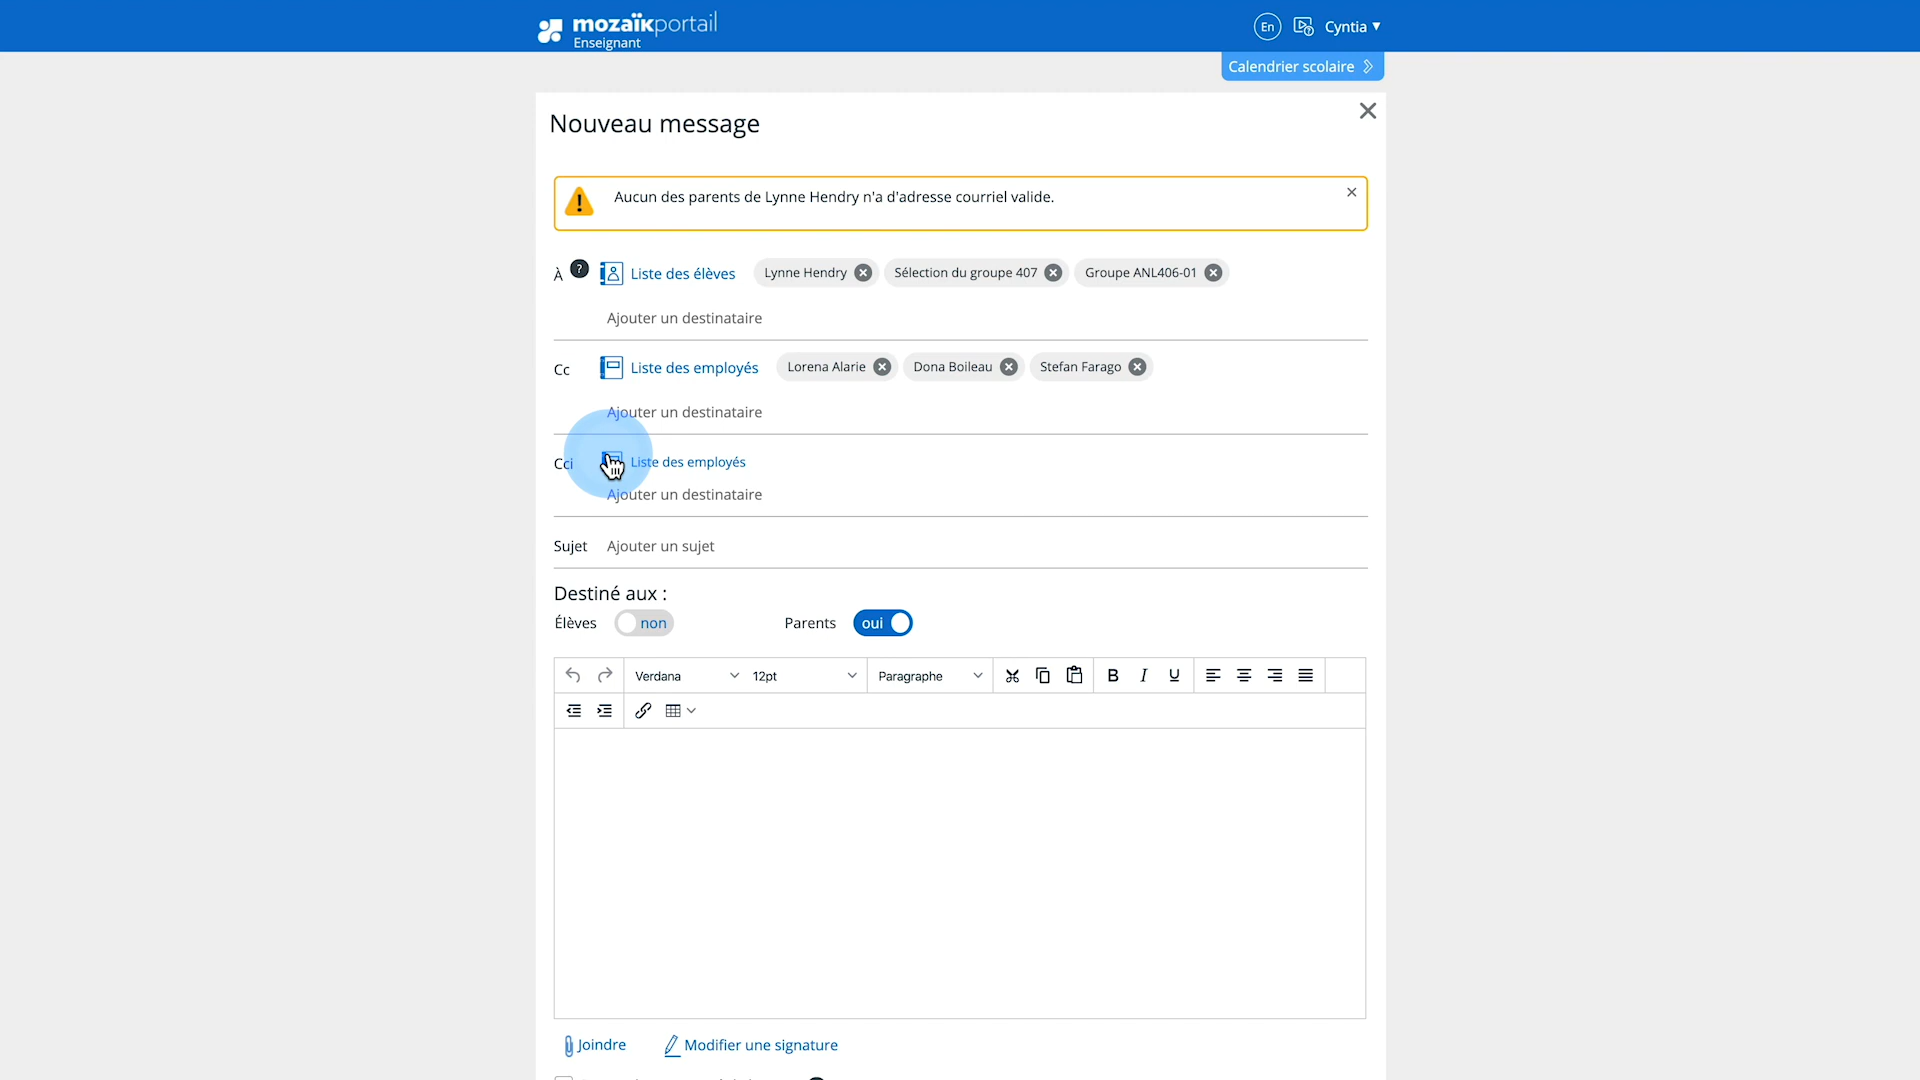 mozaïkportail
Enseignant
En
Cyntia
Calendrier scolaire
Nouveau message
Aucun des parents de Lynne Hendry n'a d'adresse courriel valide.
À ? Liste des élèves Lynne Hendry Sélection du groupe 407 Groupe ANL406-01
Ajouter un destinataire
Cc Liste des employés Lorena Alarie Dona Boileau Stefan Farago
Ajouter un destinataire
Cci Liste des employés
Ajouter un destinataire
Sujet Ajouter un sujet
Destiné aux :
Élèves non Parents oui
Verdana 12pt Paragraphe B I U
Joindre Modifier une signature